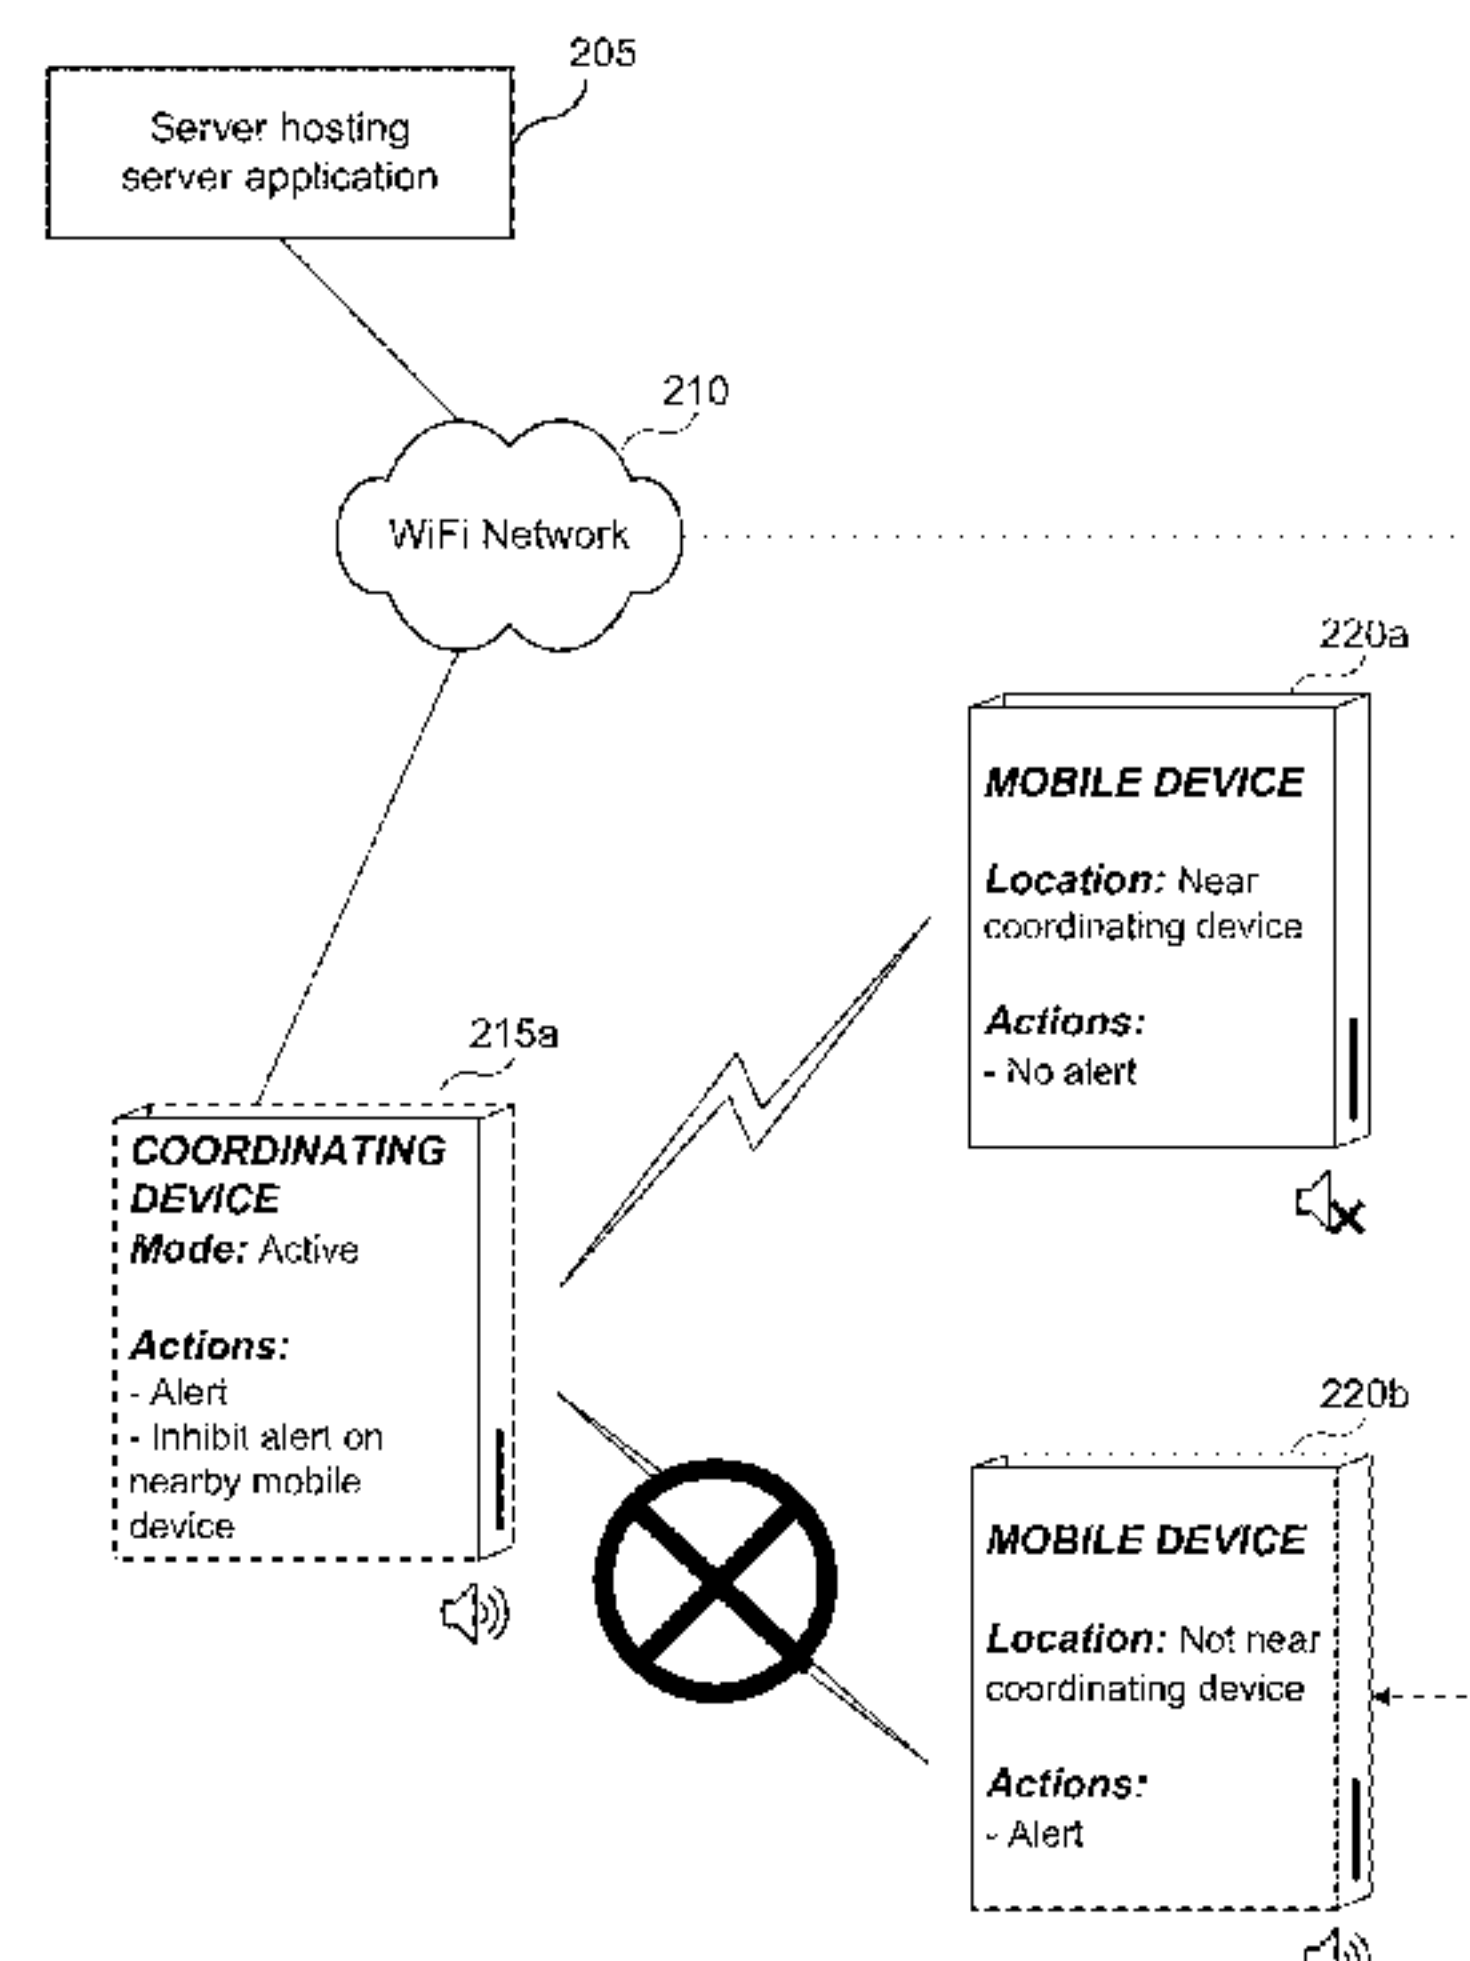 205
Server hosting
server application
210
WiFi Network
220a
MOBILE DEVICE
Location: Near
coordinating device
Actions:
- No alert
215a
COORDINATING
DEVICE
Mode: Active
Actions:
- Alert
- Inhibit alert on
nearby mobile
device
220b
MOBILE DEVICE
Location: Not near
coordinating device
Actions:
- Alert